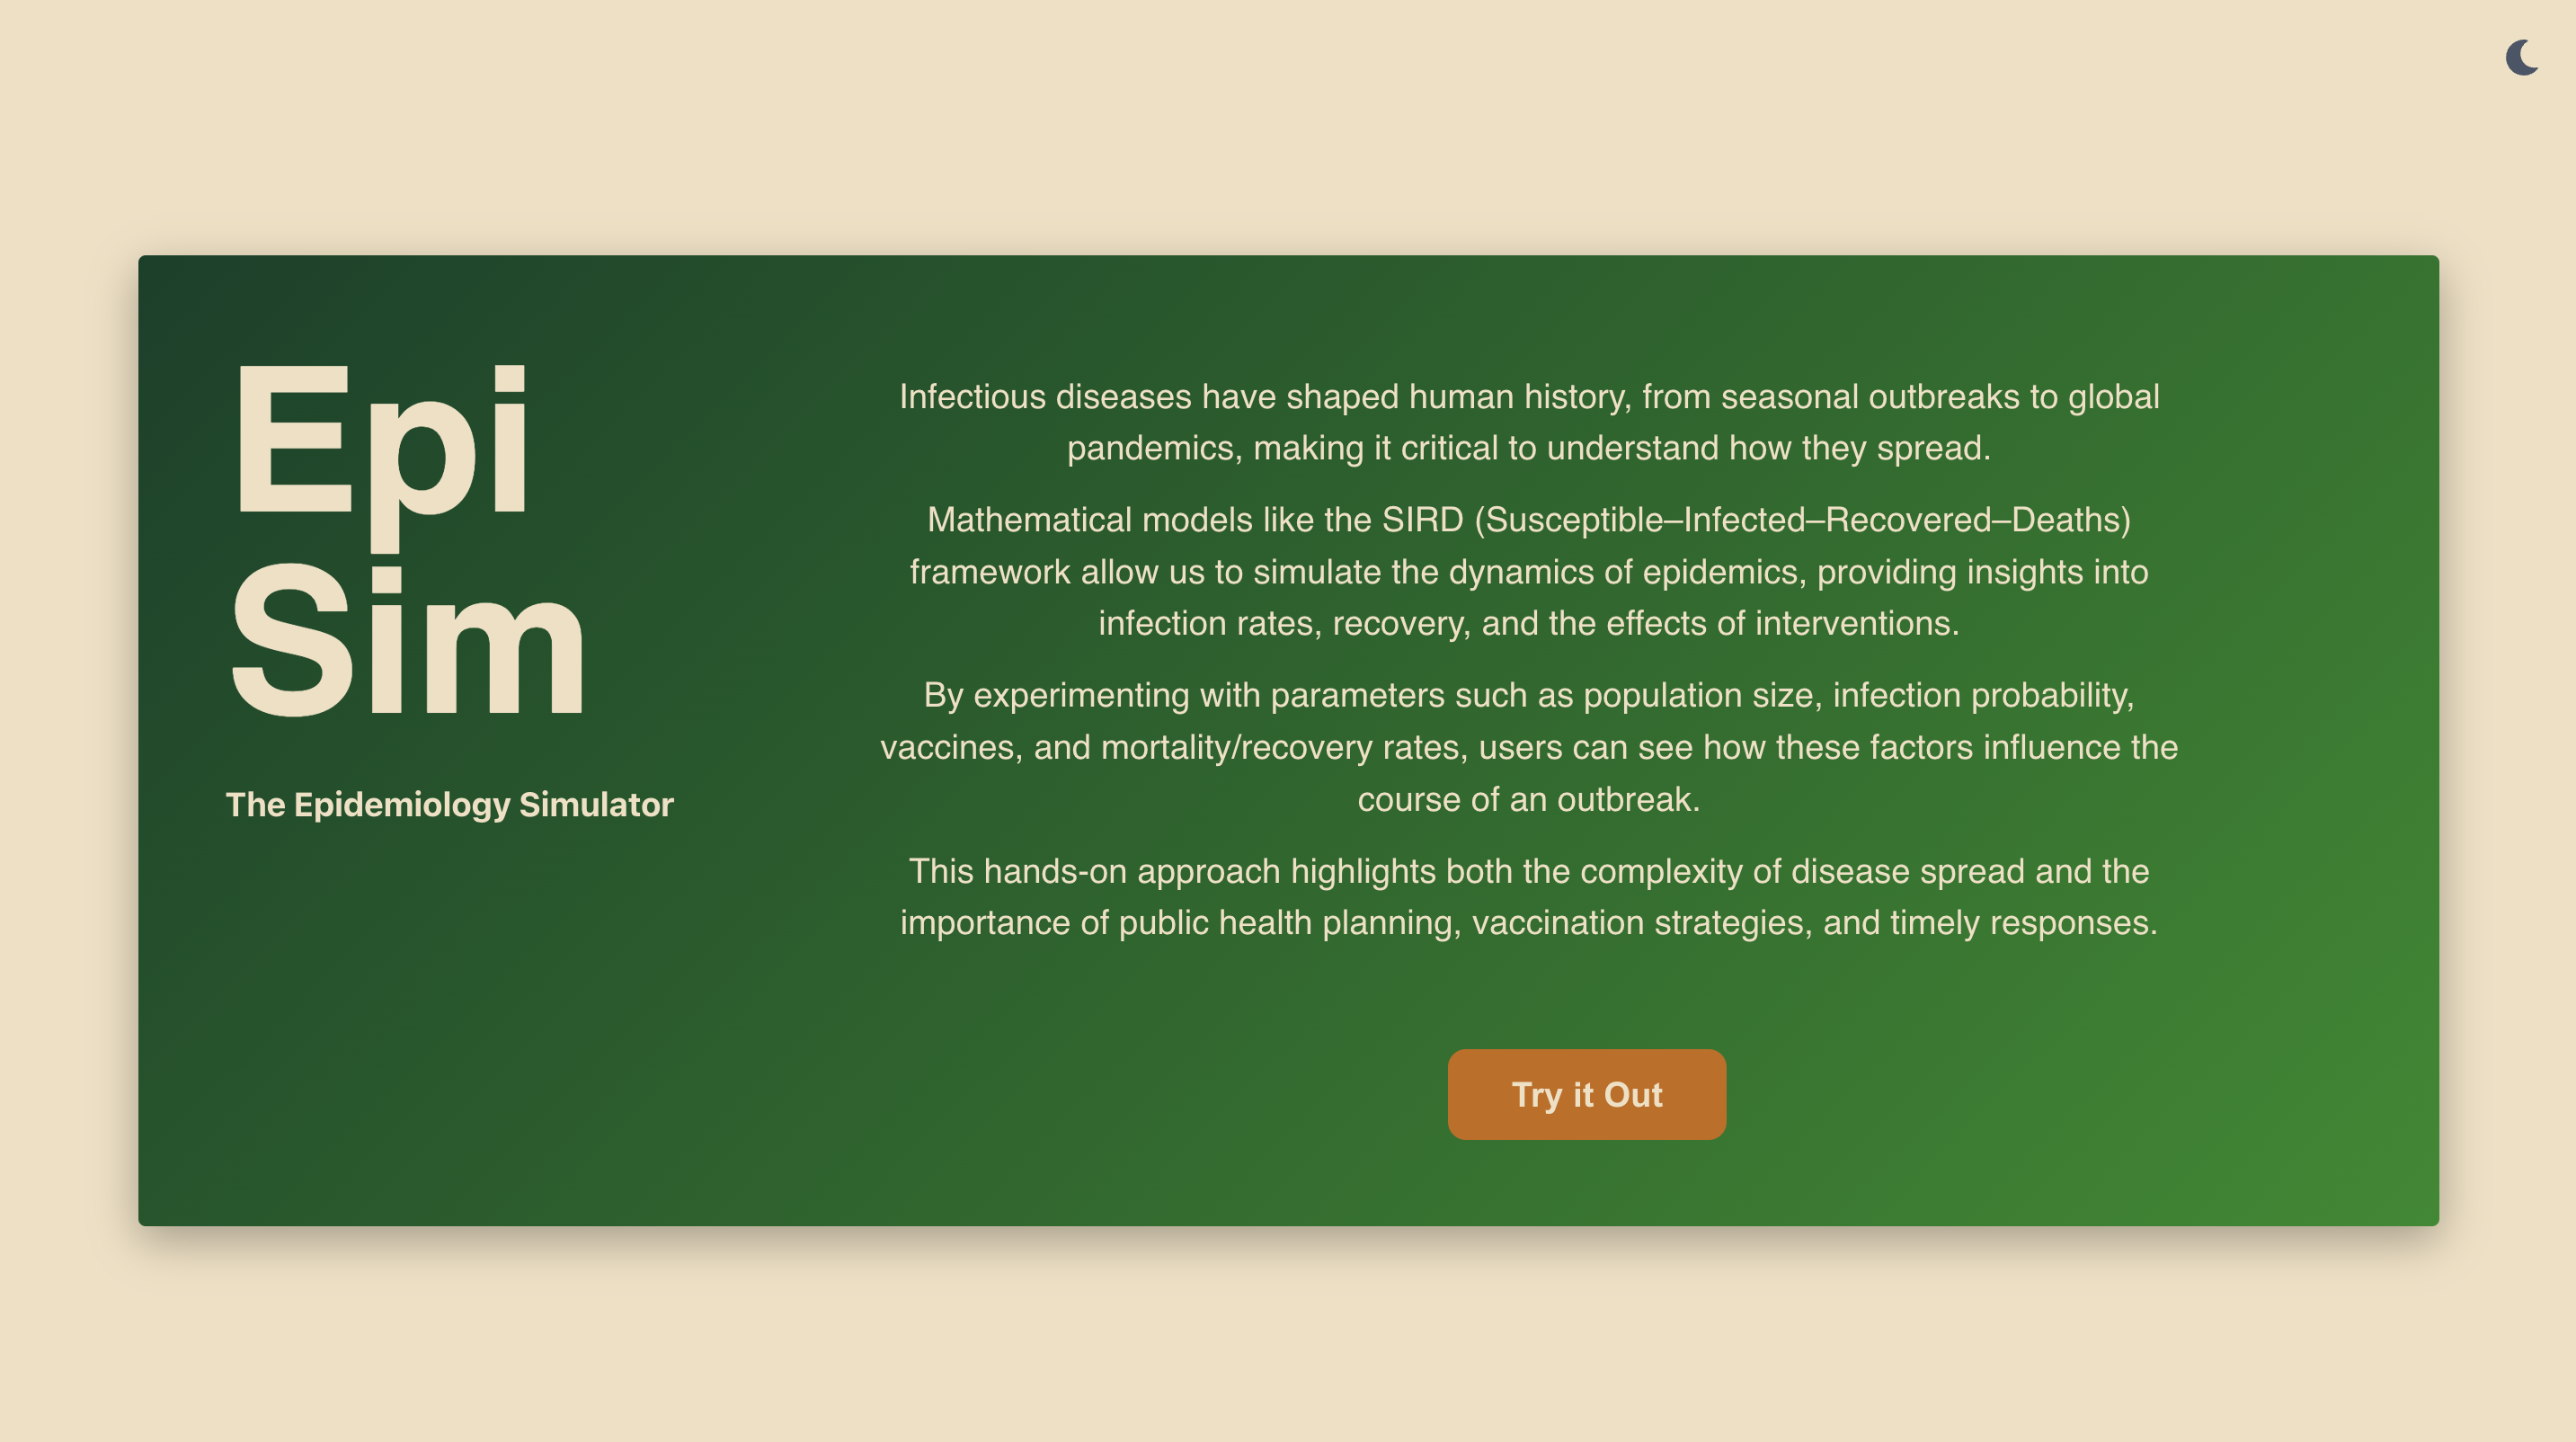 Epi
Sim
The Epidemiology Simulator
Infectious diseases have shaped human history, from seasonal outbreaks to global
pandemics, making it critical to understand how they spread.
Mathematical models like the SIRD (Susceptible–Infected–Recovered–Deaths)
framework allow us to simulate the dynamics of epidemics, providing insights into
infection rates, recovery, and the effects of interventions.
By experimenting with parameters such as population size, infection probability,
vaccines, and mortality/recovery rates, users can see how these factors influence the
course of an outbreak.
This hands-on approach highlights both the complexity of disease spread and the
importance of public health planning, vaccination strategies, and timely responses.
Try it Out